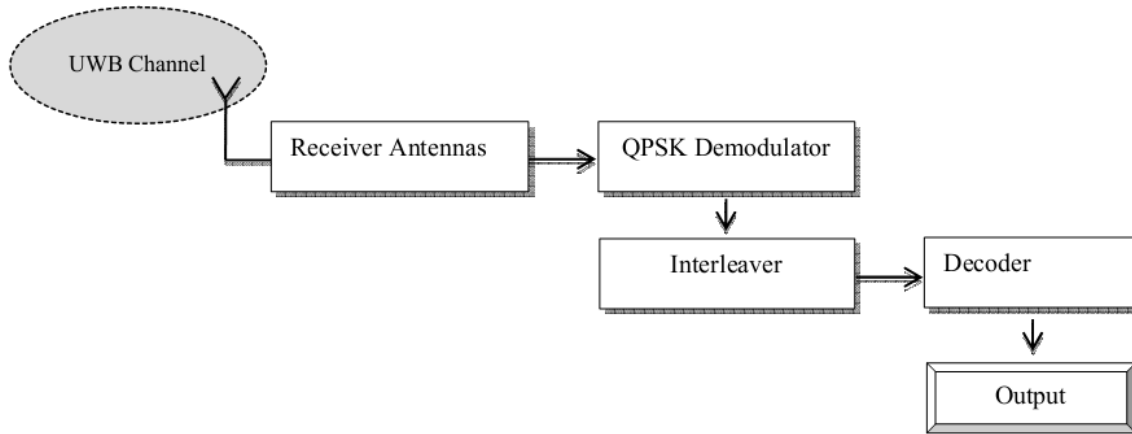 UWB Channel
Receiver Antennas
QPSK Demodulator
Interleaver
Decoder
Output